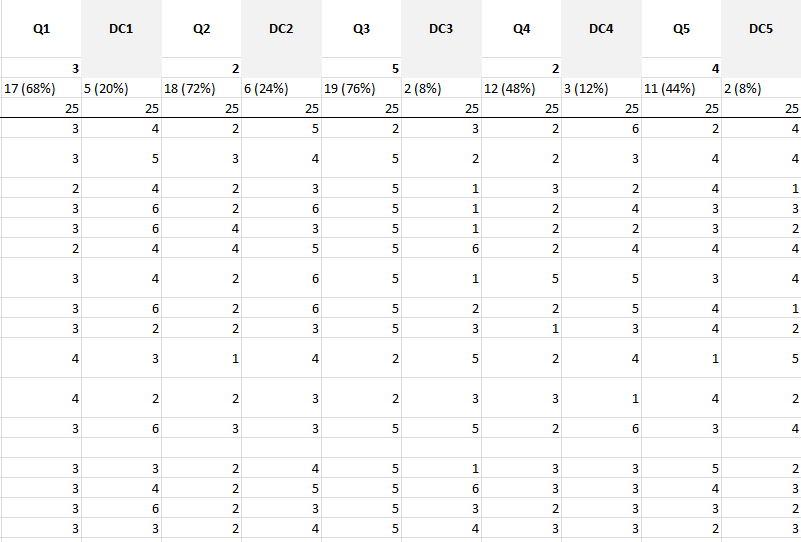 Q1 DC1 Q2 DC2 Q3 DC3 Q4 DC4 Q5 DC5
3 2 5 2 4
17 (68%) 5 (20%) 18 (72%) 6 (24%) 19 (76%) 2 (8%) 12 (48%) 3 (12%) 11 (44%) 2 (8%)
25 25 25 25 25 25 25 25 25 25
3 4 2 5 2 3 2 6 2 4
3 5 3 4 5 2 2 3 4 4
2 4 2 3 5 1 3 2 4 1
3 6 2 6 5 1 2 4 3 3
3 6 4 3 5 1 2 2 3 2
2 4 4 5 5 6 2 4 4 4
3 4 2 6 5 1 5 5 3 4
3 6 2 6 5 2 2 5 4 1
3 2 2 3 5 3 1 3 4 2
4 3 1 4 2 5 2 4 1 5
4 2 2 3 2 3 3 1 4 2
3 6 3 3 5 5 2 6 3 4
3 3 2 4 5 1 3 3 5 2
3 4 2 5 5 6 3 3 4 3
3 6 2 3 5 3 2 3 3 2
3 3 2 4 5 4 3 3 2 3